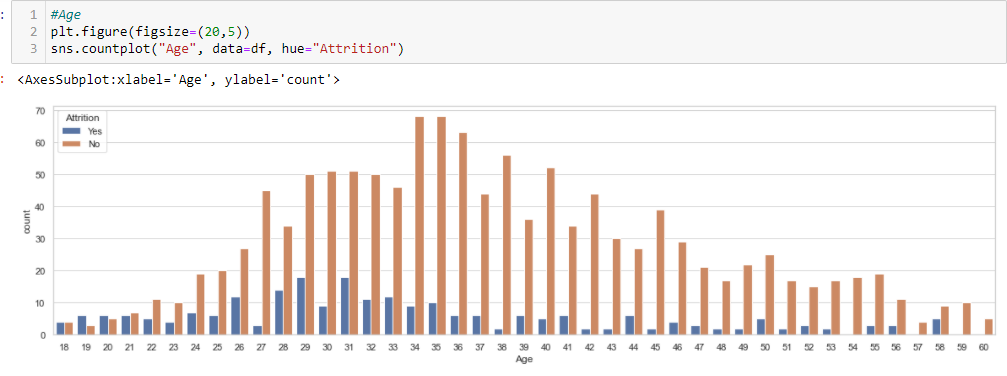 1 #Age
2 plt.figure(figsize=(20,5))
3 sns.countplot("Age", data=df, hue="Attrition")
<AxesSubplot:xlabel='Age', ylabel='count'>
Attrition
Yes
No
70
60
50
40
30
20
10
0
count
18 19 20 21 22 23 24 25 26 27 28 29 30 31 32 33 34 35 36 37 38 39 40 41 42 43 44 45 46 47 48 49 50 51 52 53 54 55 56 57 58 59 60
Age